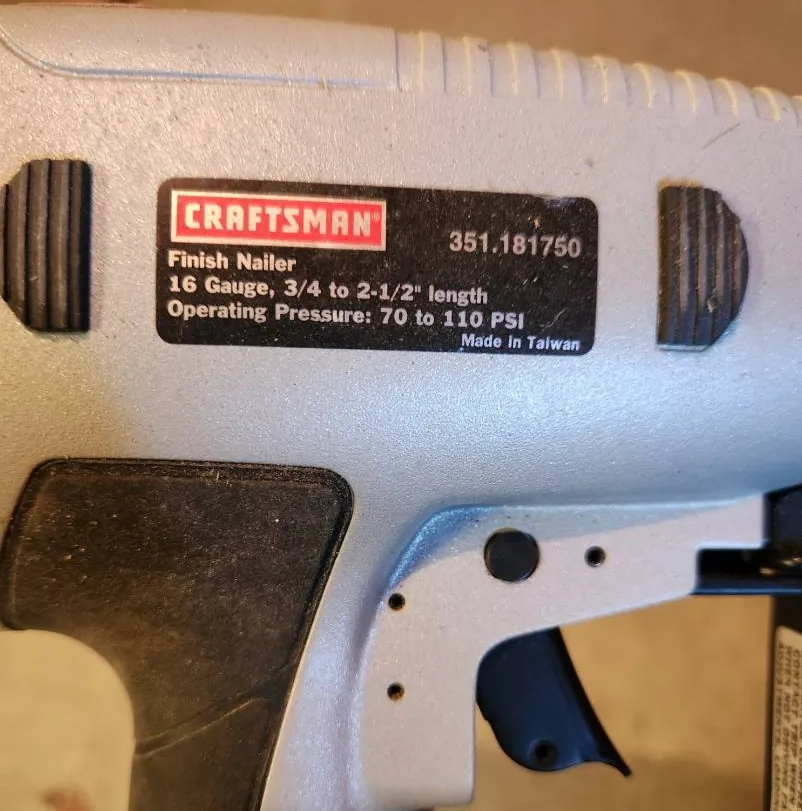 CRAFTSMAN®
351.181750
Finish Nailer
16 Gauge, 3/4 to 2-1/2" length
Operating Pressure: 70 to 110 PSI
Made in Taiwan